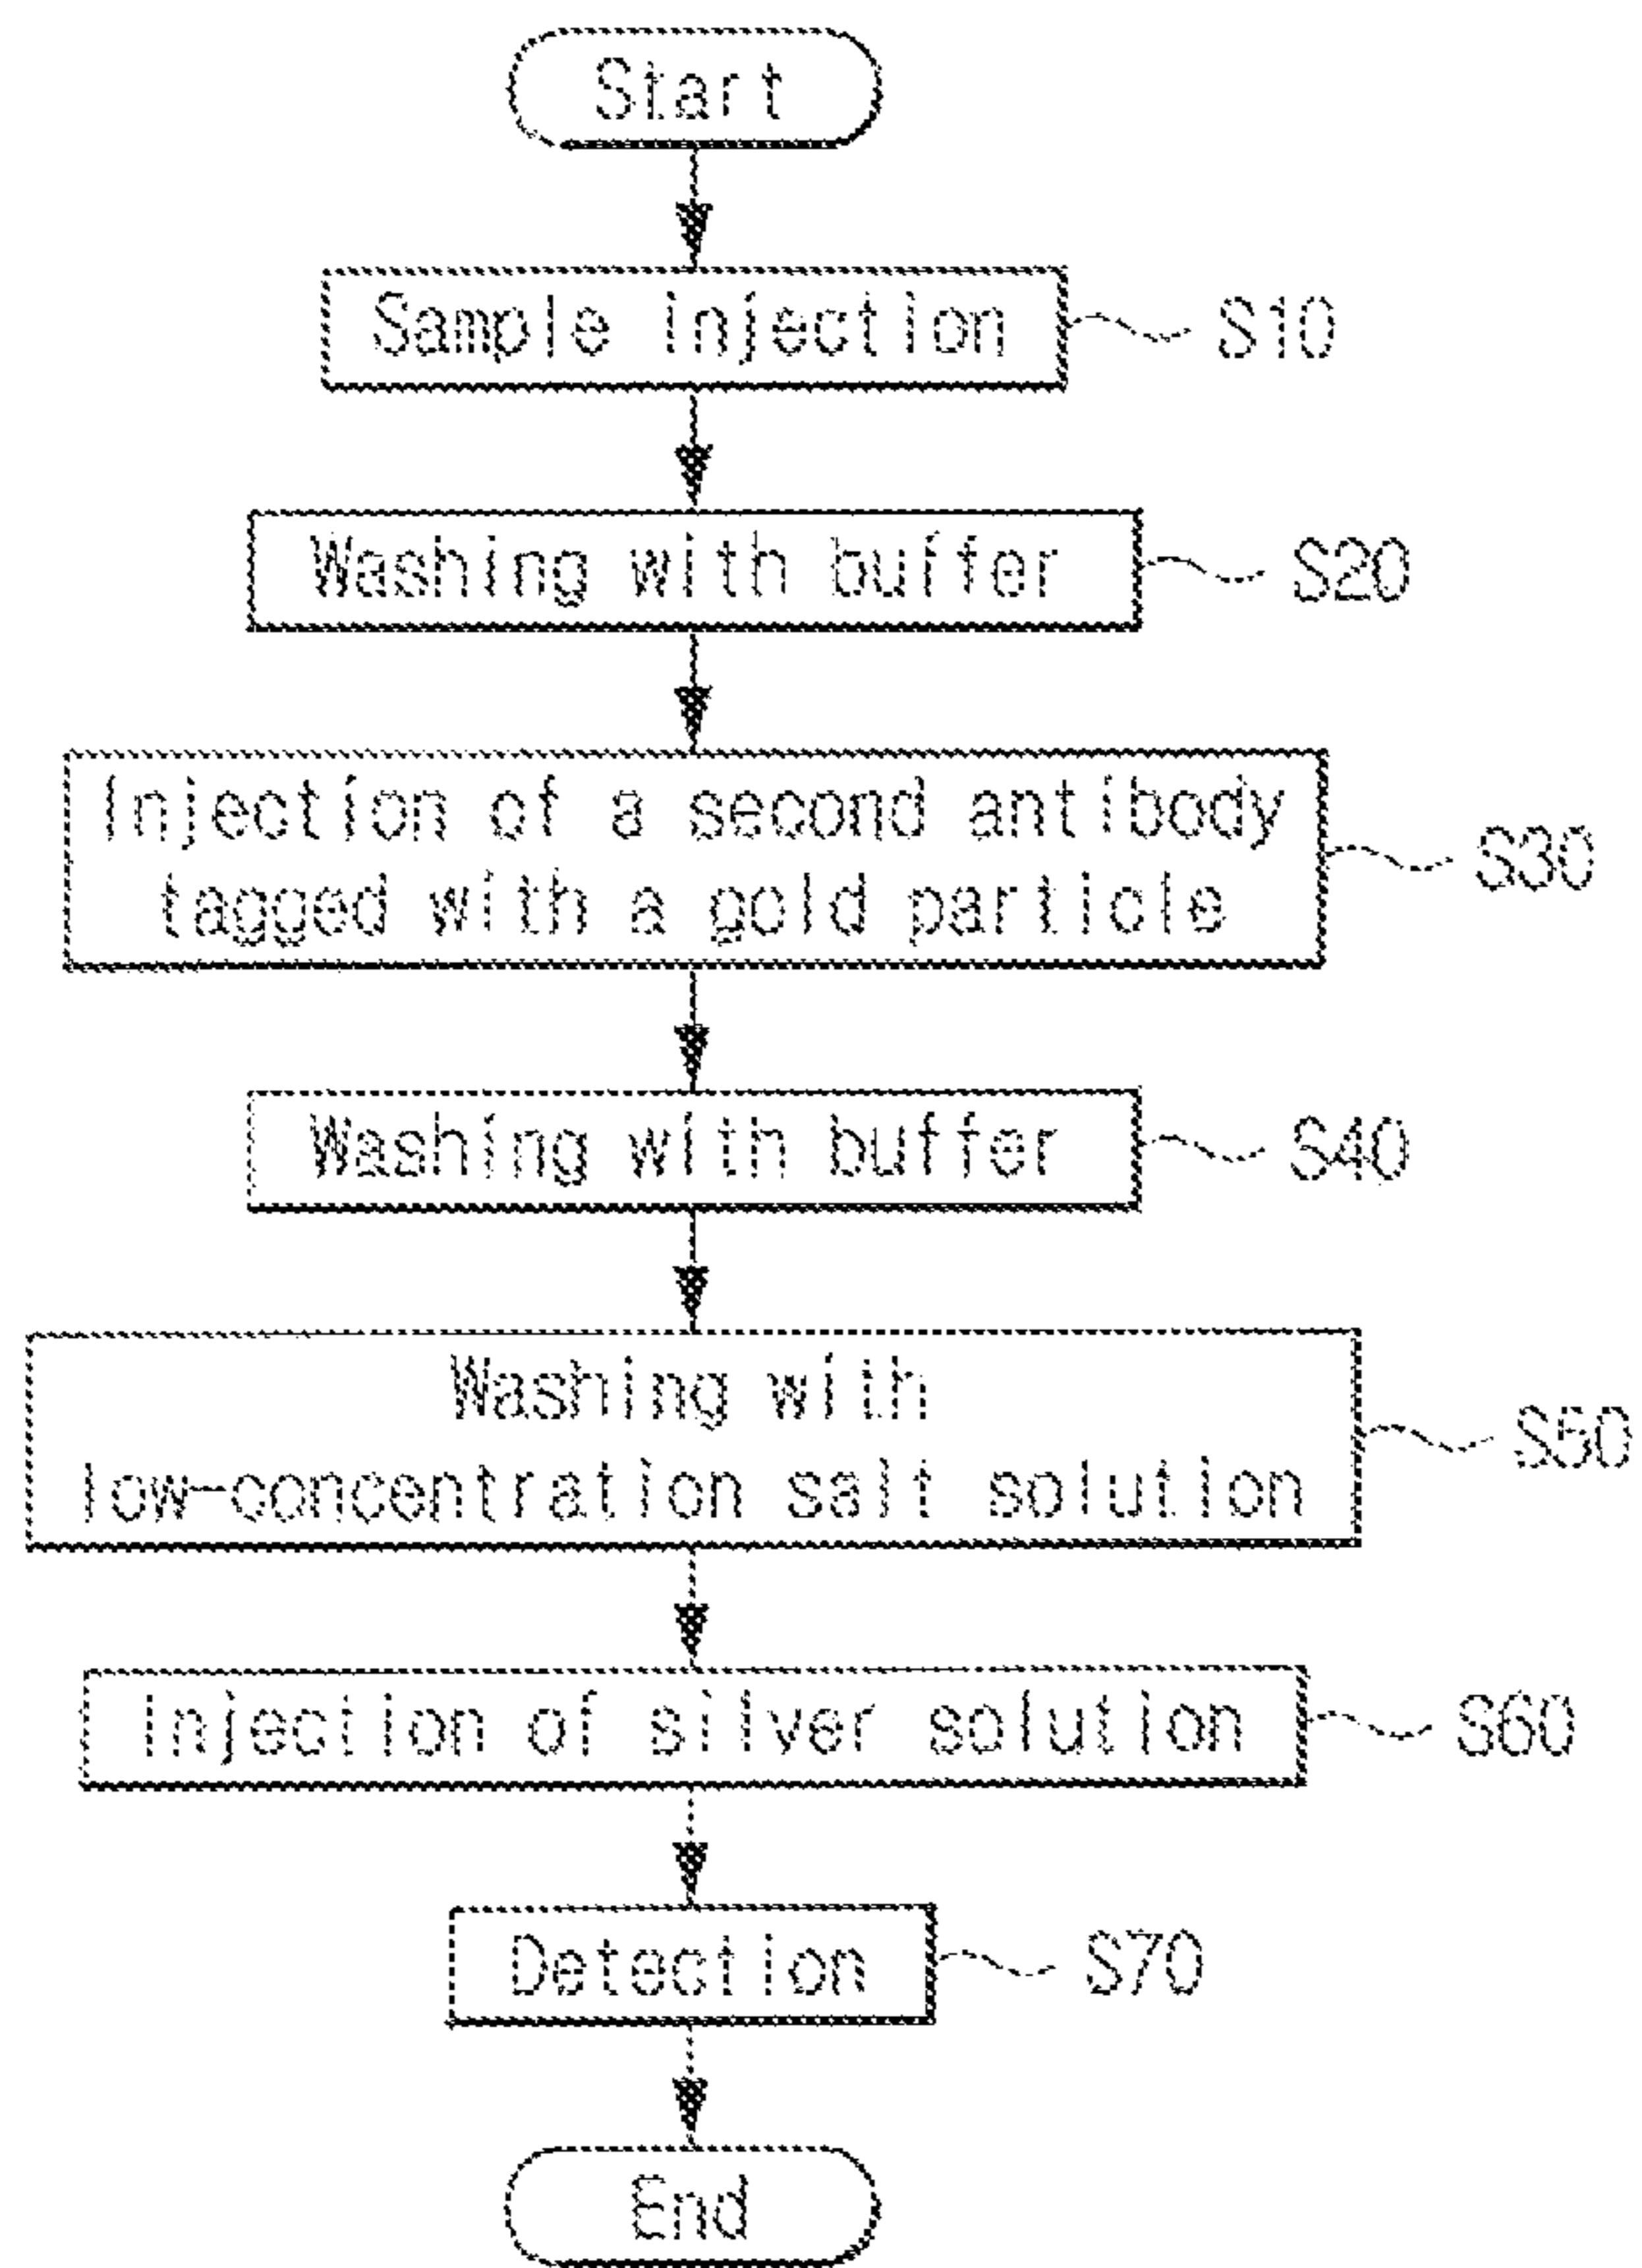 Start
Sample injection
S10
Washing with buffer
S20
Injection of a second antibody
tagged with a gold particle
S30
Washing with buffer
S40
Washing with
low-concentration salt solution
S50
Injection of silver solution
S60
Detection
S70
End